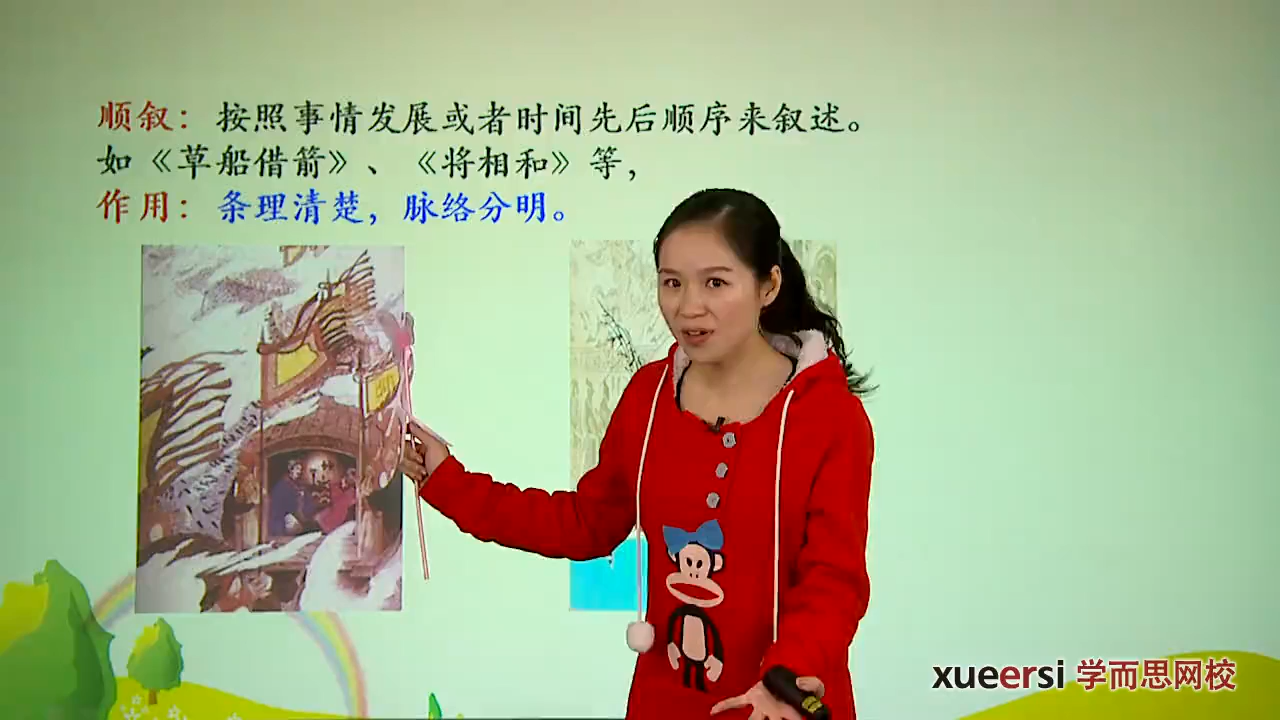 顺叙：按照事情发展或者时间先后顺序来叙述。
如《草船借箭》、《将相和》等，
作用：条理清楚，脉络分明。
xueersi 学而思网校